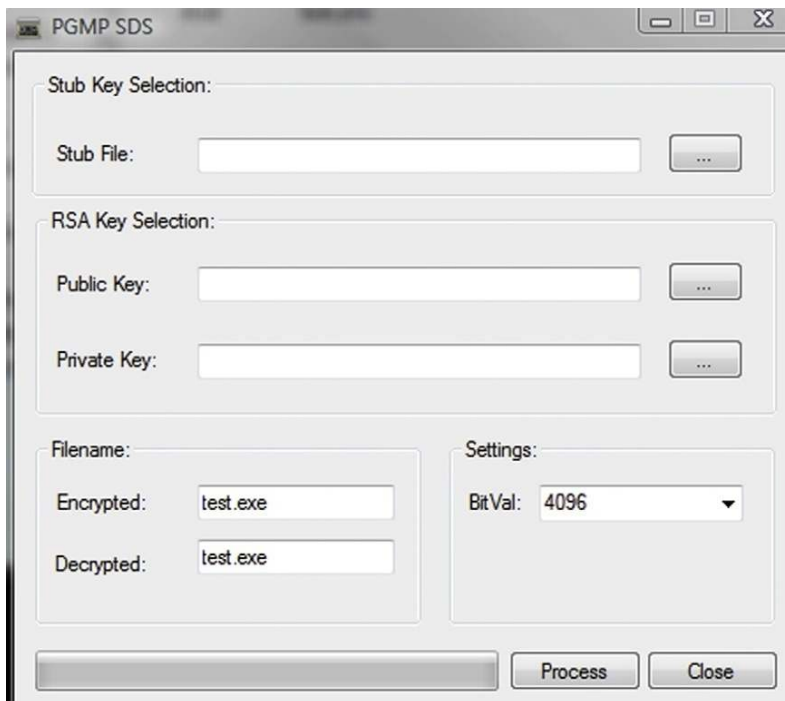 PGMP SDS
Stub Key Selection:
Stub File:
...
RSA Key Selection:
Public Key:
...
Private Key:
...
Filename:
Encrypted: test.exe
Decrypted: test.exe
Settings:
BitVal: 4096
Process
Close